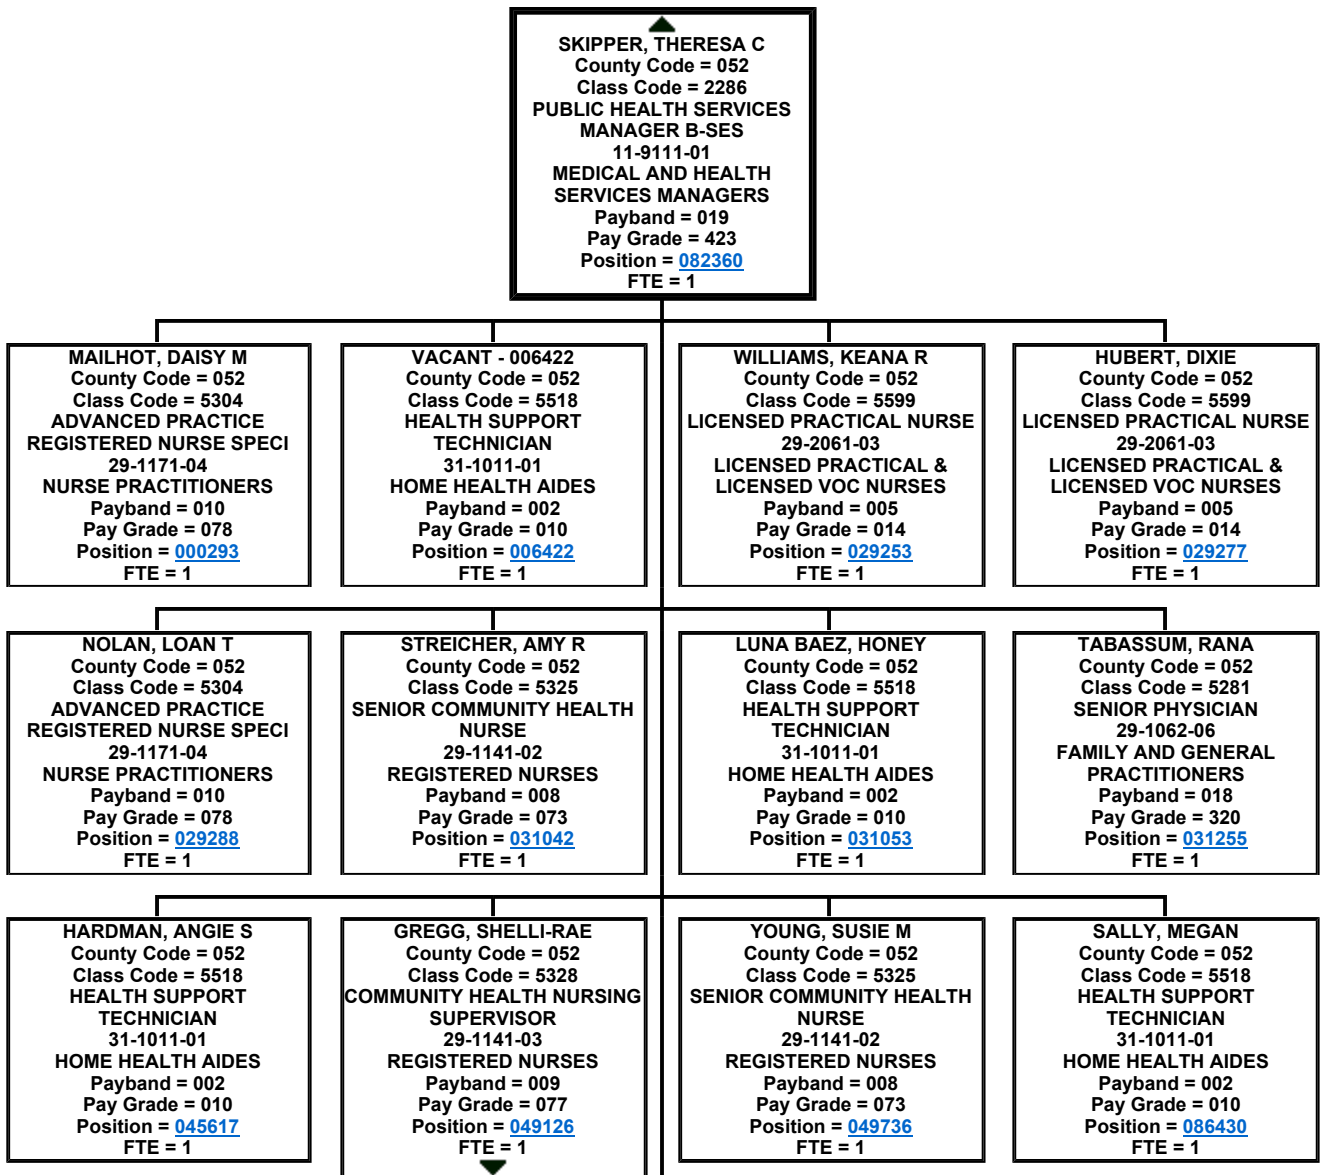 SKIPPER, THERESA C
County Code = 052
Class Code = 2286
PUBLIC HEALTH SERVICES
MANAGER B-SES
11-9111-01
MEDICAL AND HEALTH
SERVICES MANAGERS
Payband = 019
Pay Grade = 423
Position = 082360
FTE = 1
MAILHOT, DAISY M
County Code = 052
Class Code = 5304
ADVANCED PRACTICE
REGISTERED NURSE SPECI
29-1171-04
NURSE PRACTITIONERS
Payband = 010
Pay Grade = 078
Position = 000293
FTE = 1
VACANT - 006422
County Code = 052
Class Code = 5518
HEALTH SUPPORT
TECHNICIAN
31-1011-01
HOME HEALTH AIDES
Payband = 002
Pay Grade = 010
Position = 006422
FTE = 1
WILLIAMS, KEANA R
County Code = 052
Class Code = 5599
LICENSED PRACTICAL NURSE
29-2061-03
LICENSED PRACTICAL &
LICENSED VOC NURSES
Payband = 005
Pay Grade = 014
Position = 029253
FTE = 1
HUBERT, DIXIE
County Code = 052
Class Code = 5599
LICENSED PRACTICAL NURSE
29-2061-03
LICENSED PRACTICAL &
LICENSED VOC NURSES
Payband = 005
Pay Grade = 014
Position = 029277
FTE = 1
NOLAN, LOAN T
County Code = 052
Class Code = 5304
ADVANCED PRACTICE
REGISTERED NURSE SPECI
29-1171-04
NURSE PRACTITIONERS
Payband = 010
Pay Grade = 078
Position = 029288
FTE = 1
STREICHER, AMY R
County Code = 052
Class Code = 5325
SENIOR COMMUNITY HEALTH
NURSE
29-1141-02
REGISTERED NURSES
Payband = 008
Pay Grade = 073
Position = 031042
FTE = 1
LUNA BAEZ, HONEY
County Code = 052
Class Code = 5518
HEALTH SUPPORT
TECHNICIAN
31-1011-01
HOME HEALTH AIDES
Payband = 002
Pay Grade = 010
Position = 031053
FTE = 1
TABASSUM, RANA
County Code = 052
Class Code = 5281
SENIOR PHYSICIAN
29-1062-06
FAMILY AND GENERAL
PRACTITIONERS
Payband = 018
Pay Grade = 320
Position = 031255
FTE = 1
HARDMAN, ANGIE S
County Code = 052
Class Code = 5518
HEALTH SUPPORT
TECHNICIAN
31-1011-01
HOME HEALTH AIDES
Payband = 002
Pay Grade = 010
Position = 045617
FTE = 1
GREGG, SHELLI-RAE
County Code = 052
Class Code = 5328
COMMUNITY HEALTH NURSING
SUPERVISOR
29-1141-03
REGISTERED NURSES
Payband = 009
Pay Grade = 077
Position = 049126
FTE = 1
YOUNG, SUSIE M
County Code = 052
Class Code = 5325
SENIOR COMMUNITY HEALTH
NURSE
29-1141-02
REGISTERED NURSES
Payband = 008
Pay Grade = 073
Position = 049736
FTE = 1
SALLY, MEGAN
County Code = 052
Class Code = 5518
HEALTH SUPPORT
TECHNICIAN
31-1011-01
HOME HEALTH AIDES
Payband = 002
Pay Grade = 010
Position = 086430
FTE = 1